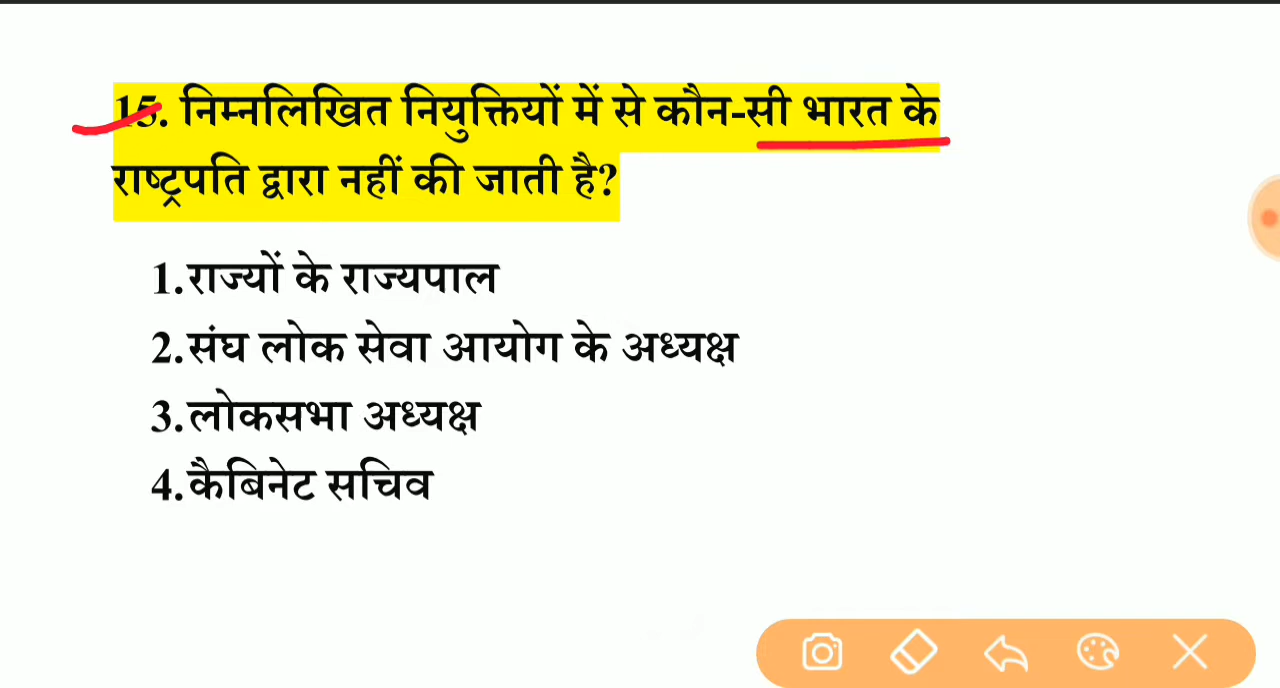 15. निम्नलिखित नियुक्तियों में से कौन-सी भारत के
राष्ट्रपति द्वारा नहीं की जाती है?
1.राज्यों के राज्यपाल
2.संघ लोक सेवा आयोग के अध्यक्ष
3.लोकसभा अध्यक्ष
4.कैबिनेट सचिव